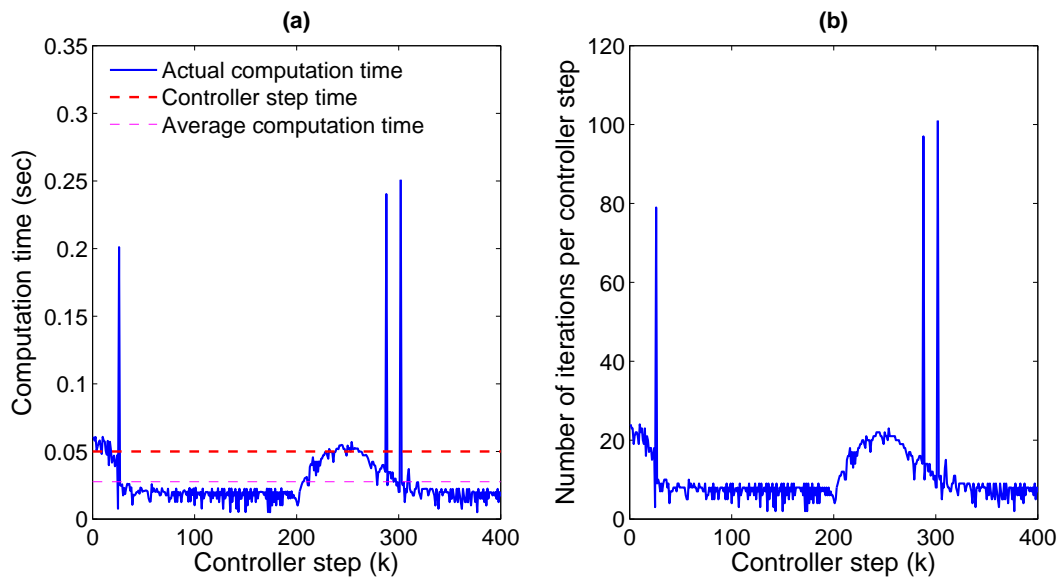 (a)
0.35
0.3
0.25
0.2
0.15
0.1
0.05
0
Computation time (sec)
Actual computation time
Controller step time
Average computation time
0
100
200
300
400
Controller step (k)
(b)
120
100
80
60
40
20
0
Number of iterations per controller step
0
100
200
300
400
Controller step (k)